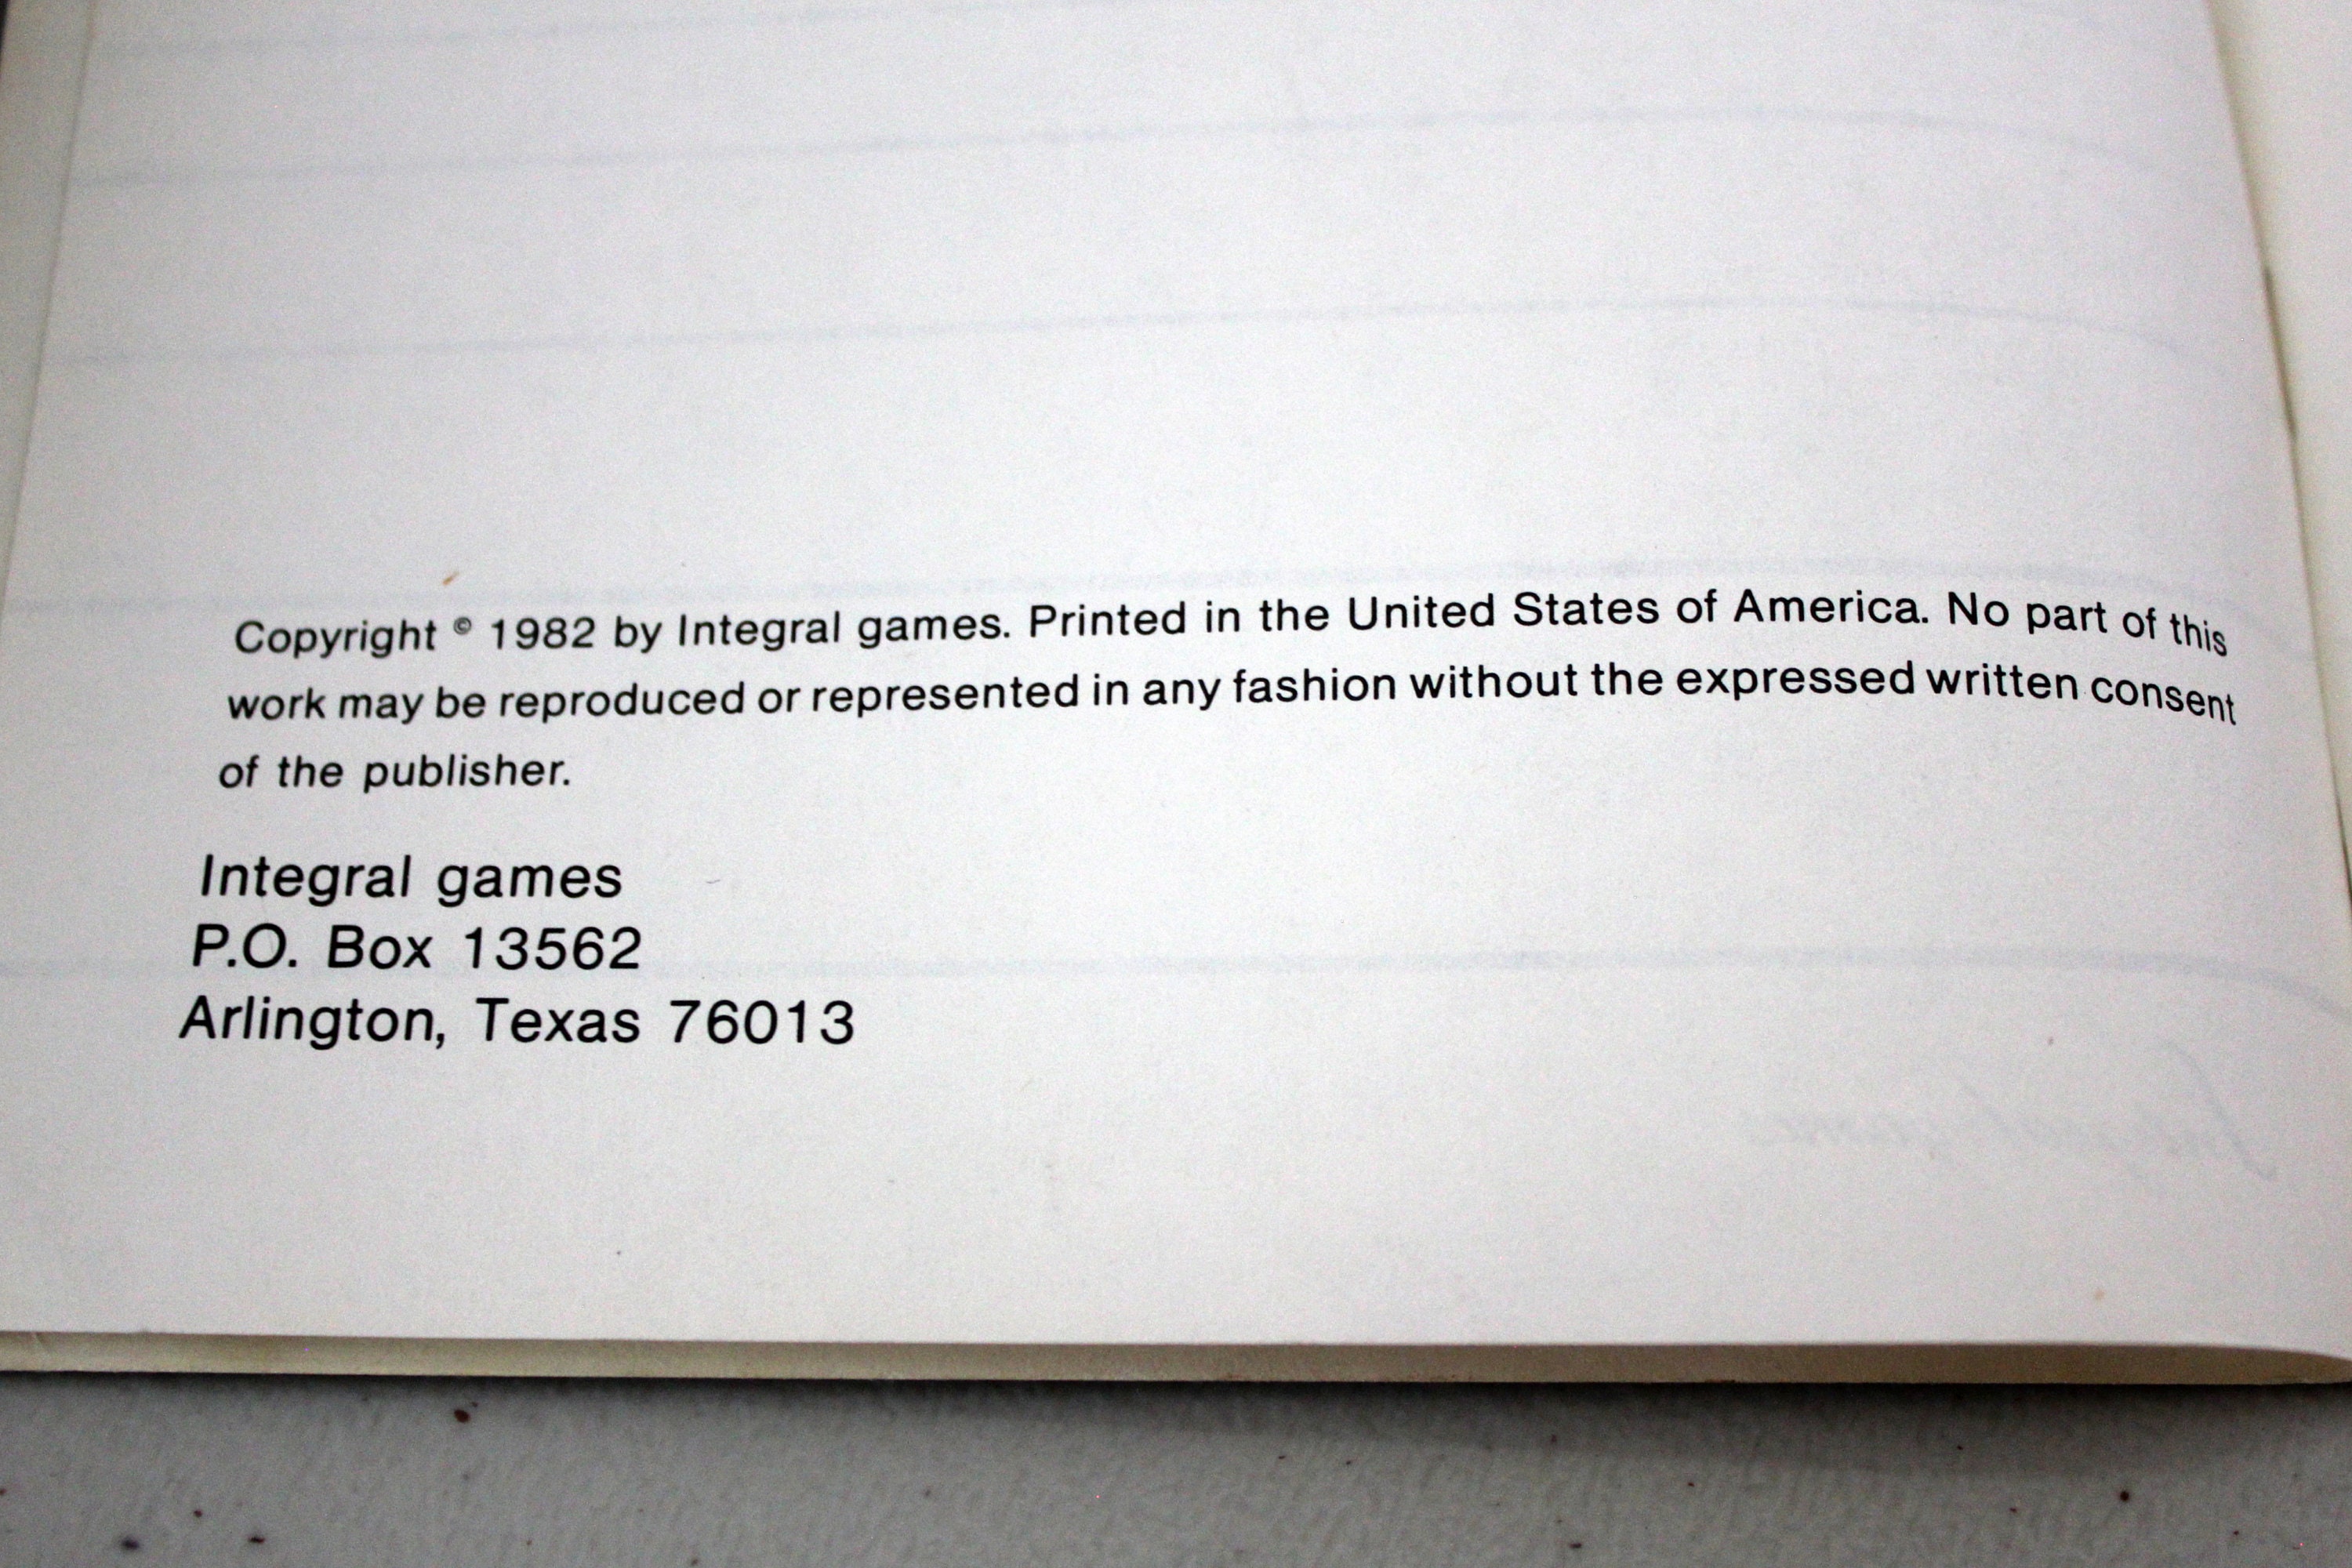 Copyright © 1982 by Integral games. Printed in the United States of America. No part of this
work may be reproduced or represented in any fashion without the expressed written consent
of the publisher.
Integral games
P.O. Box 13562
Arlington, Texas 76013